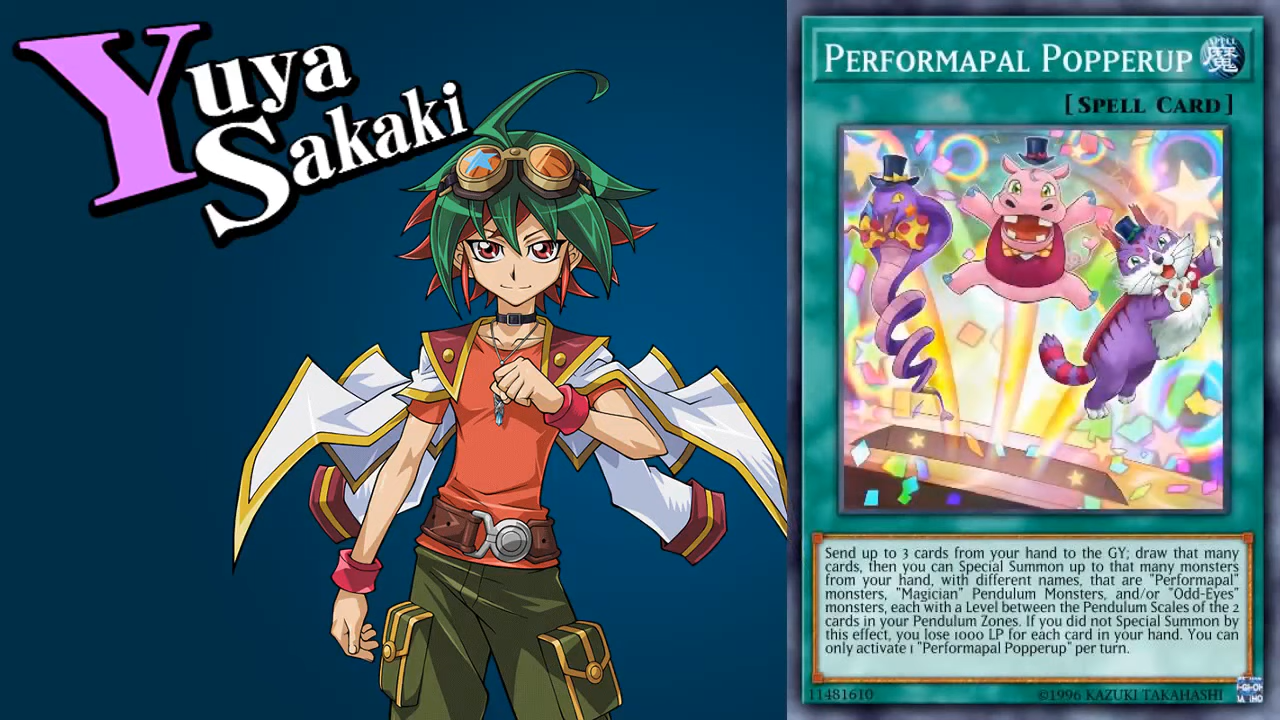 Yuya
Sakaki
PERFORMAPAL POPPERUP
魔
[SPELL CARD]
Send up to 3 cards from your hand to the GY; draw that many
cards, then you can Special Summon up to that many monsters
from your hand, with different names, that are "Performapal"
monsters, "Magician" Pendulum Monsters, and/or "Odd-Eyes"
monsters, each with a Level between the Pendulum Scales of the 2
cards in your Pendulum Zones. If you did not Special Summon by
this effect, you lose 1000 LP for each card in your hand. You can
only activate 1 "Performapal Popperup" per turn.
11481610
©1996 KAZUKI TAKAHASHI